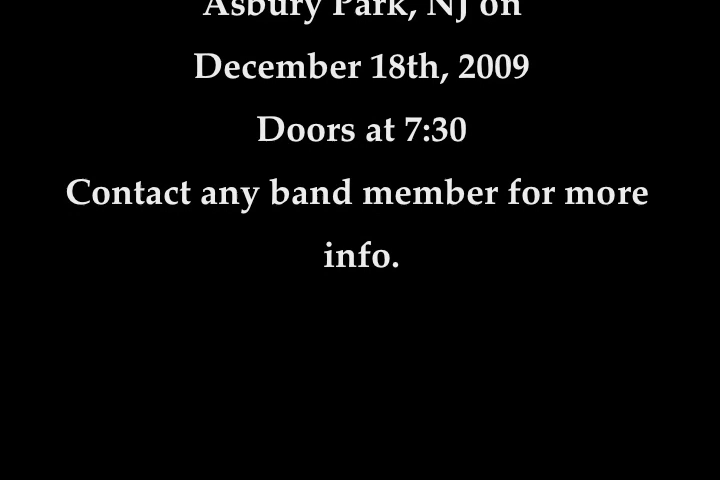 Asbury Park, NJ on
December 18th, 2009
Doors at 7:30
Contact any band member for more
info.